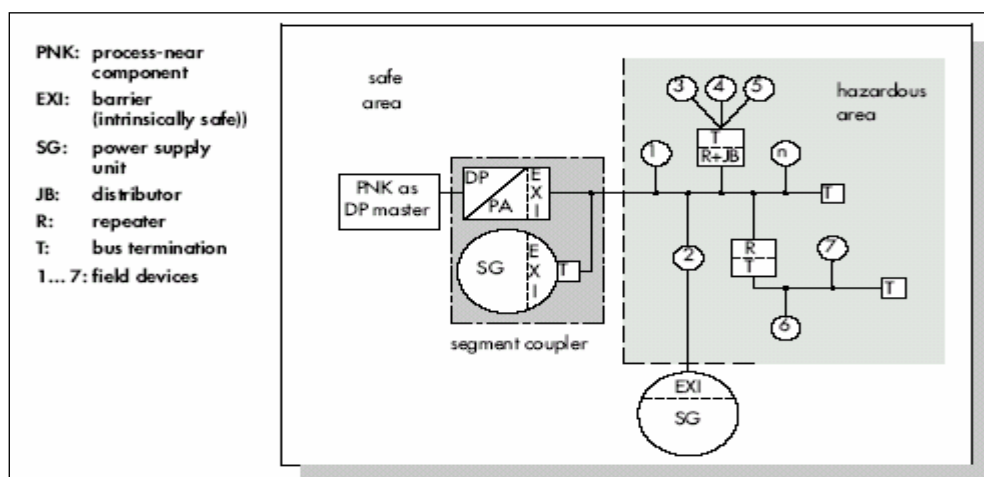 PNK: process-near
component
EXI: barrier
(intrinsically safe))
SG: power supply
unit
JB: distributor
R: repeater
T: bus termination
1... 7: field devices
safe
area
hazardous
area
3 4 5
T
R+JB
1
n
T
PNK as
DP master
DP
PA
E
X
I
SG
E
X
I
T
segment coupler
2
R
T
7
T
6
EXI
SG